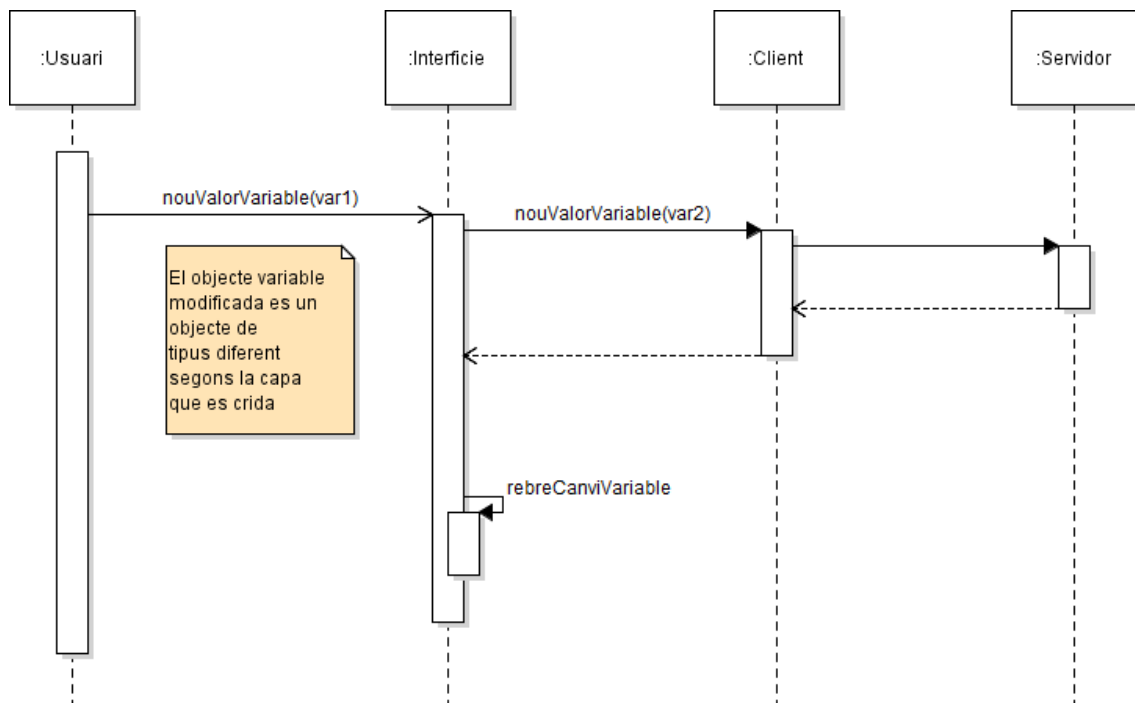 :Usuari
:Interficie
:Client
:Servidor
nouValorVariable(var1)
nouValorVariable(var2)
El objecte variable
modificada es un
objecte de
tipus diferent
segons la capa
que es crida
rebreCanviVariable